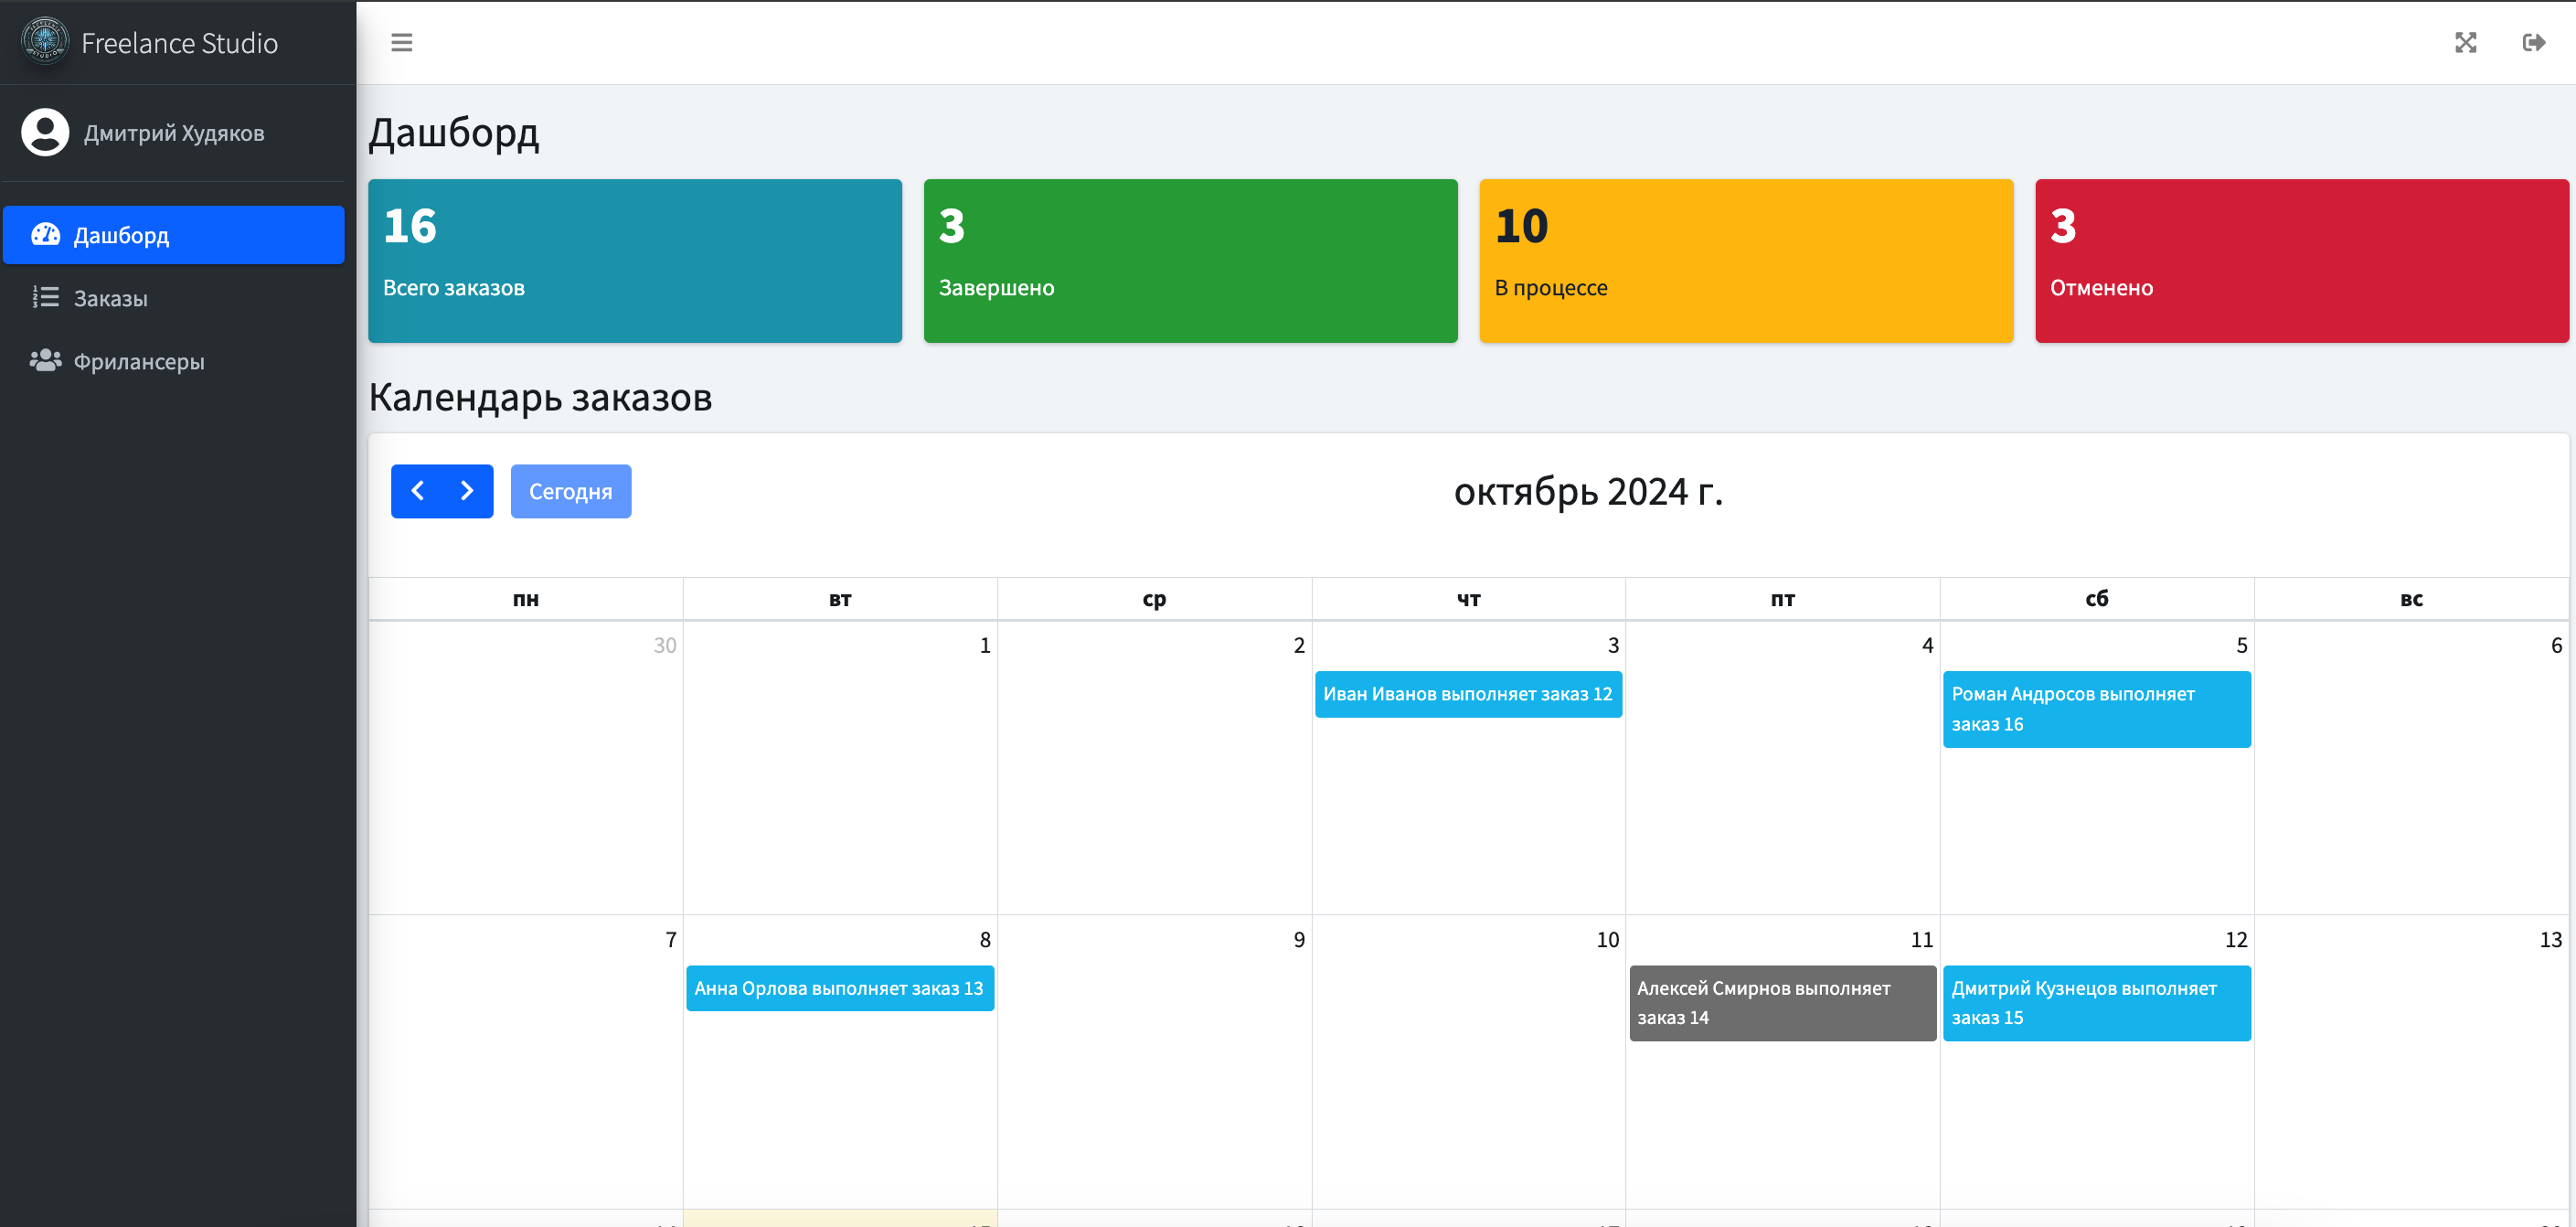 Freelance Studio
Дмитрий Худяков
Дашборд
Заказы
Фрилансеры
Дашборд
16
Всего заказов
3
Завершено
10
В процессе
3
Отменено
Календарь заказов
Сегодня
октябрь 2024 г.
пн вт ср чт пт сб вс
30 1 2 3 4 5 6
Иван Иванов выполняет заказ 12
Роман Андросов выполняет
заказ 16
7 8 9 10 11 12 13
Анна Орлова выполняет заказ 13
Алексей Смирнов выполняет
заказ 14
Дмитрий Кузнецов выполняет
заказ 15